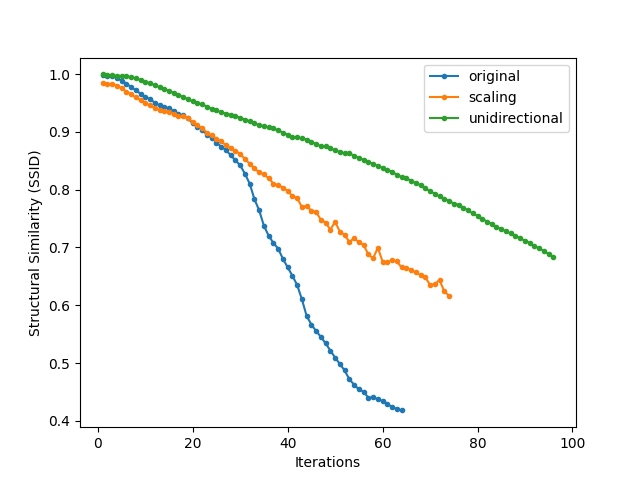 original
scaling
unidirectional
1.0
0.9
0.8
0.7
0.6
0.5
0.4
Structural Similarity (SSID)
0 20 40 60 80 100
Iterations